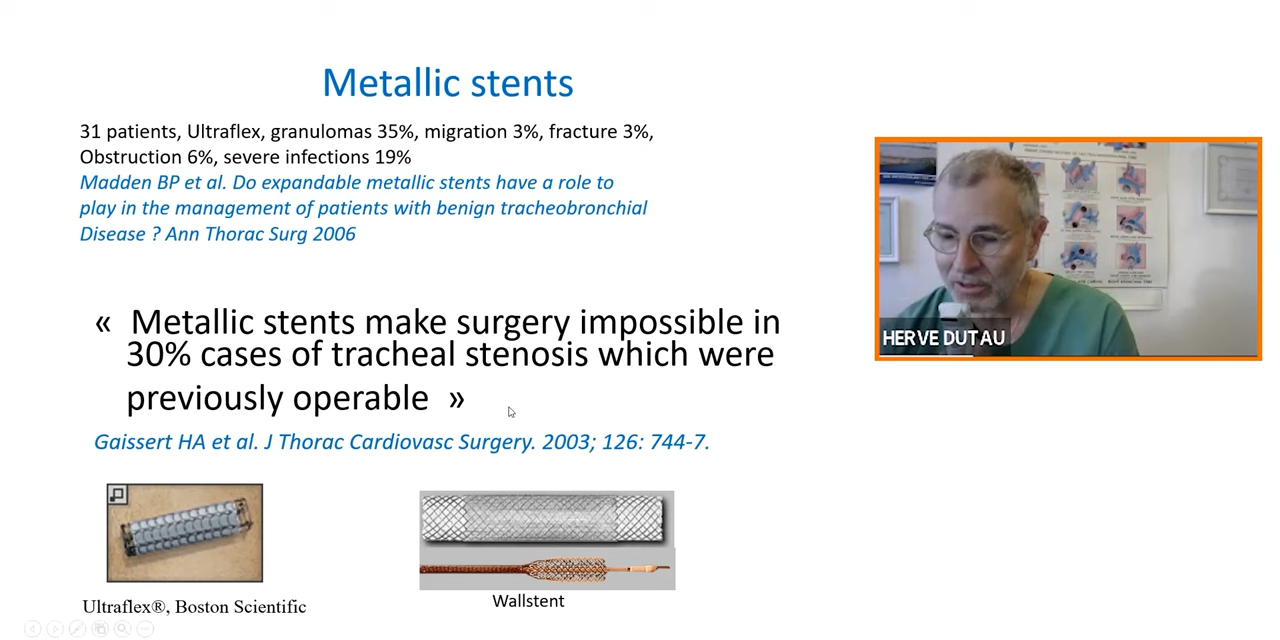 Metallic stents
31 patients, Ultraflex, granulomas 35%, migration 3%, fracture 3%,
Obstruction 6%, severe infections 19%
Madden BP et al. Do expandable metallic stents have a role to
play in the management of patients with benign tracheobronchial
Disease ? Ann Thorac Surg 2006
« Metallic stents make surgery impossible in
30% cases of tracheal stenosis which were
previously operable »
Gaissert HA et al. J Thorac Cardiovasc Surgery. 2003; 126: 744-7.
HERVE DUTAU
Ultraflex®, Boston Scientific
Wallstent